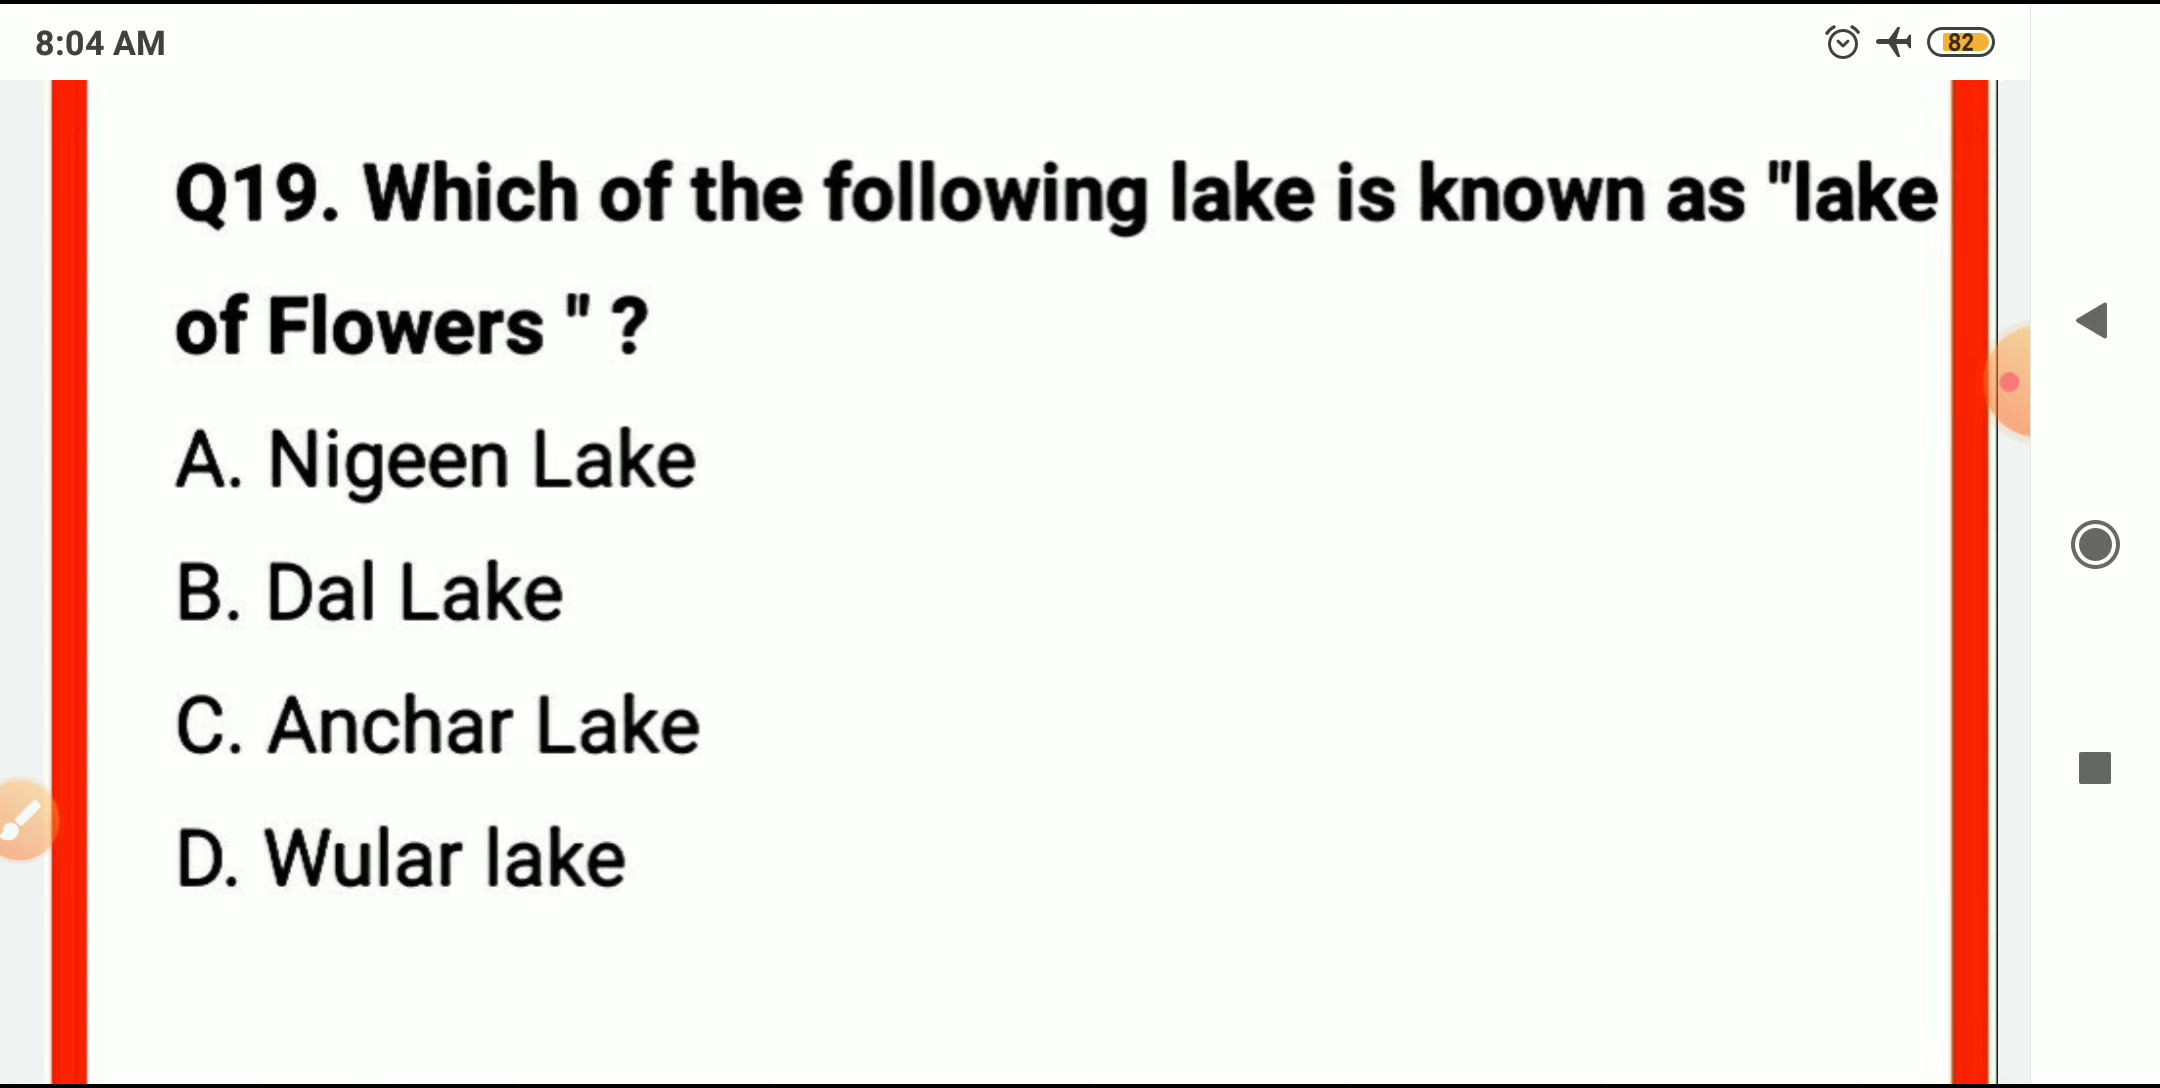 8:04 AM
82
Q19. Which of the following lake is known as "lake
of Flowers " ?
A. Nigeen Lake
B. Dal Lake
C. Anchar Lake
D. Wular lake